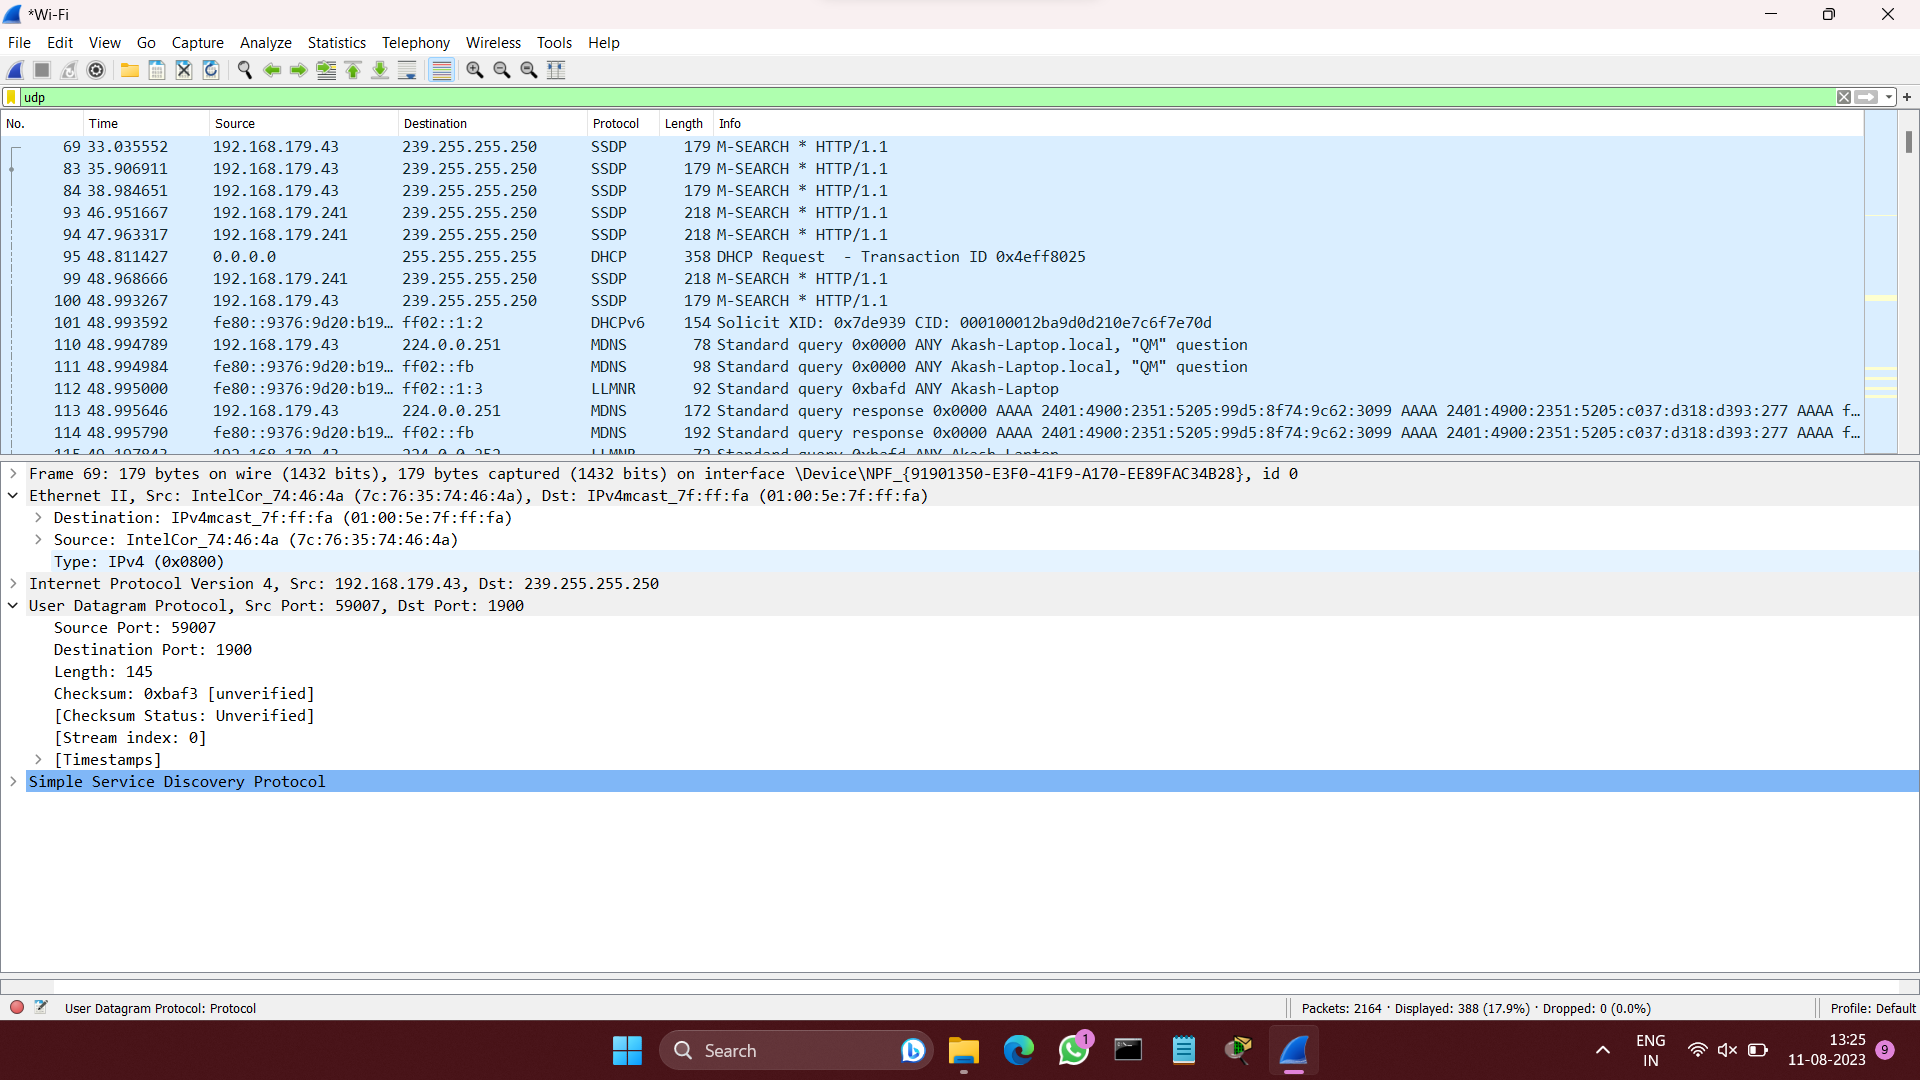 *Wi-Fi
File Edit View Go Capture Analyze Statistics Telephony Wireless Tools Help
udp
No. Time Source Destination Protocol Length Info
69 33.035552 192.168.179.43 239.255.255.250 SSDP 179 M-SEARCH * HTTP/1.1
83 35.906911 192.168.179.43 239.255.255.250 SSDP 179 M-SEARCH * HTTP/1.1
84 38.984651 192.168.179.43 239.255.255.250 SSDP 179 M-SEARCH * HTTP/1.1
93 46.951667 192.168.179.241 239.255.255.250 SSDP 218 M-SEARCH * HTTP/1.1
94 47.963317 192.168.179.241 239.255.255.250 SSDP 218 M-SEARCH * HTTP/1.1
95 48.811427 0.0.0.0 255.255.255.255 DHCP 358 DHCP Request  - Transaction ID 0x4eff8025
99 48.968666 192.168.179.241 239.255.255.250 SSDP 218 M-SEARCH * HTTP/1.1
100 48.993267 192.168.179.43 239.255.255.250 SSDP 179 M-SEARCH * HTTP/1.1
101 48.993592 fe80::9376:9d20:b19… ff02::1:2 DHCPv6 154 Solicit XID: 0x7de939 CID: 000100012ba9d0d210e7c6f7e70d
110 48.994789 192.168.179.43 224.0.0.251 MDNS 78 Standard query 0x0000 ANY Akash-Laptop.local, "QM" question
111 48.994984 fe80::9376:9d20:b19… ff02::fb MDNS 98 Standard query 0x0000 ANY Akash-Laptop.local, "QM" question
112 48.995000 fe80::9376:9d20:b19… ff02::1:3 LLMNR 92 Standard query 0xbafd ANY Akash-Laptop
113 48.995646 192.168.179.43 224.0.0.251 MDNS 172 Standard query response 0x0000 AAAA 2401:4900:2351:5205:99d5:8f74:9c62:3099 AAAA 2401:4900:2351:5205:c037:d318:d393:277 AAAA f…
114 48.995790 fe80::9376:9d20:b19… ff02::fb MDNS 192 Standard query response 0x0000 AAAA 2401:4900:2351:5205:99d5:8f74:9c62:3099 AAAA 2401:4900:2351:5205:c037:d318:d393:277 AAAA f…
Frame 69: 179 bytes on wire (1432 bits), 179 bytes captured (1432 bits) on interface \Device\NPF_{91901350-E3F0-41F9-A170-EE89FAC34B28}, id 0
Ethernet II, Src: IntelCor_74:46:4a (7c:76:35:74:46:4a), Dst: IPv4mcast_7f:ff:fa (01:00:5e:7f:ff:fa)
Destination: IPv4mcast_7f:ff:fa (01:00:5e:7f:ff:fa)
Source: IntelCor_74:46:4a (7c:76:35:74:46:4a)
Type: IPv4 (0x0800)
Internet Protocol Version 4, Src: 192.168.179.43, Dst: 239.255.255.250
User Datagram Protocol, Src Port: 59007, Dst Port: 1900
Source Port: 59007
Destination Port: 1900
Length: 145
Checksum: 0xbaf3 [unverified]
[Checksum Status: Unverified]
[Stream index: 0]
[Timestamps]
Simple Service Discovery Protocol
User Datagram Protocol: Protocol Packets: 2164 · Displayed: 388 (17.9%) · Dropped: 0 (0.0%) Profile: Default
Search 1 ENG 13:25
IN 11-08-2023 9